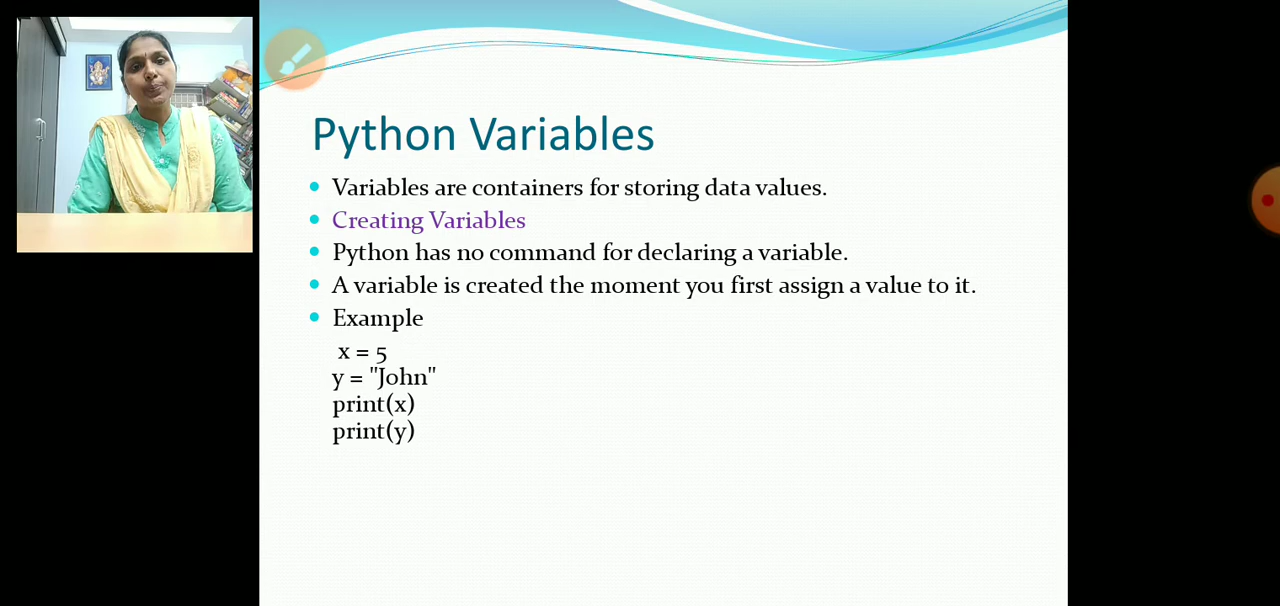 Python Variables
Variables are containers for storing data values.
Creating Variables
Python has no command for declaring a variable.
A variable is created the moment you first assign a value to it.
Example
x = 5
y = "John"
print(x)
print(y)